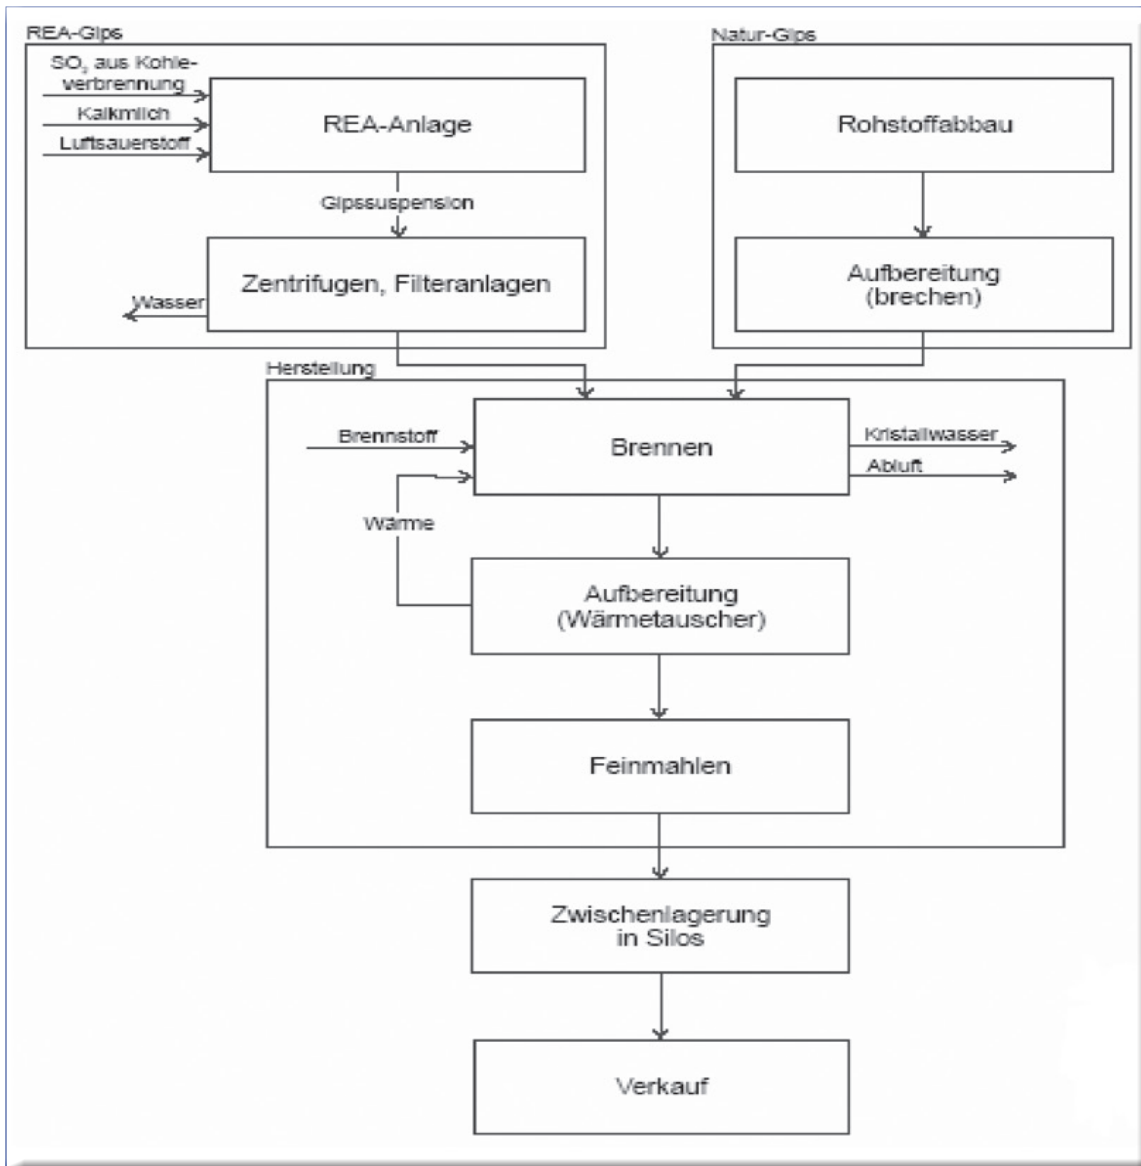 REA-Gips
SO₂ aus Kohle-
verbrennung
Kalkmilch
Luftsauerstoff
REA-Anlage
Gipssuspension
Zentrifugen, Filteranlagen
Wasser
Natur-Gips
Rohstoffabbau
Aufbereitung
(brechen)
Herstellung
Brennstoff
Brennen
Kristallwasser
Abluft
Wärme
Aufbereitung
(Wärmetauscher)
Feinmahlen
Zwischenlagerung
in Silos
Verkauf